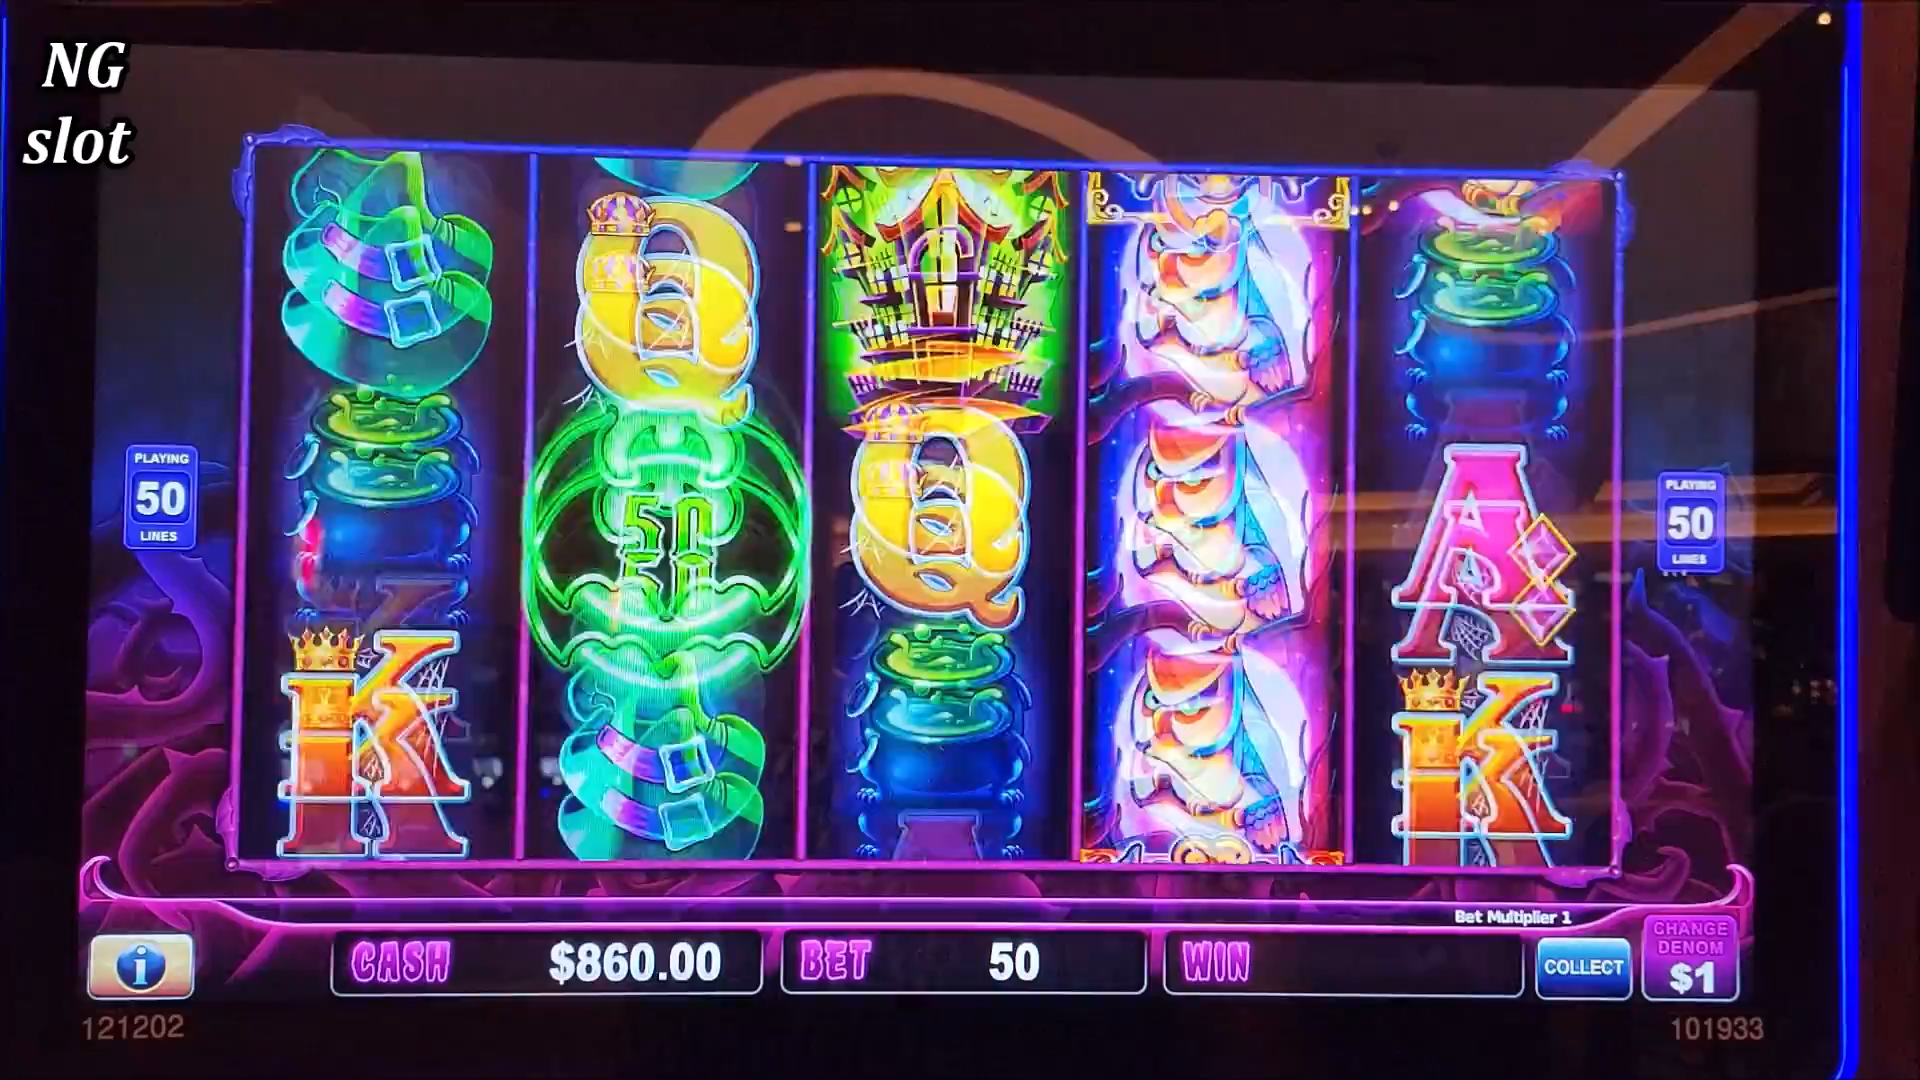 NG
slot
PLAYING
50
LINES
PLAYING
50
LINES
Q
50
Q
A
K
K
Bet Multiplier 1
CASH $860.00
BET 50
WIN
COLLECT
CHANGE
DENOM
$1
121202
101933